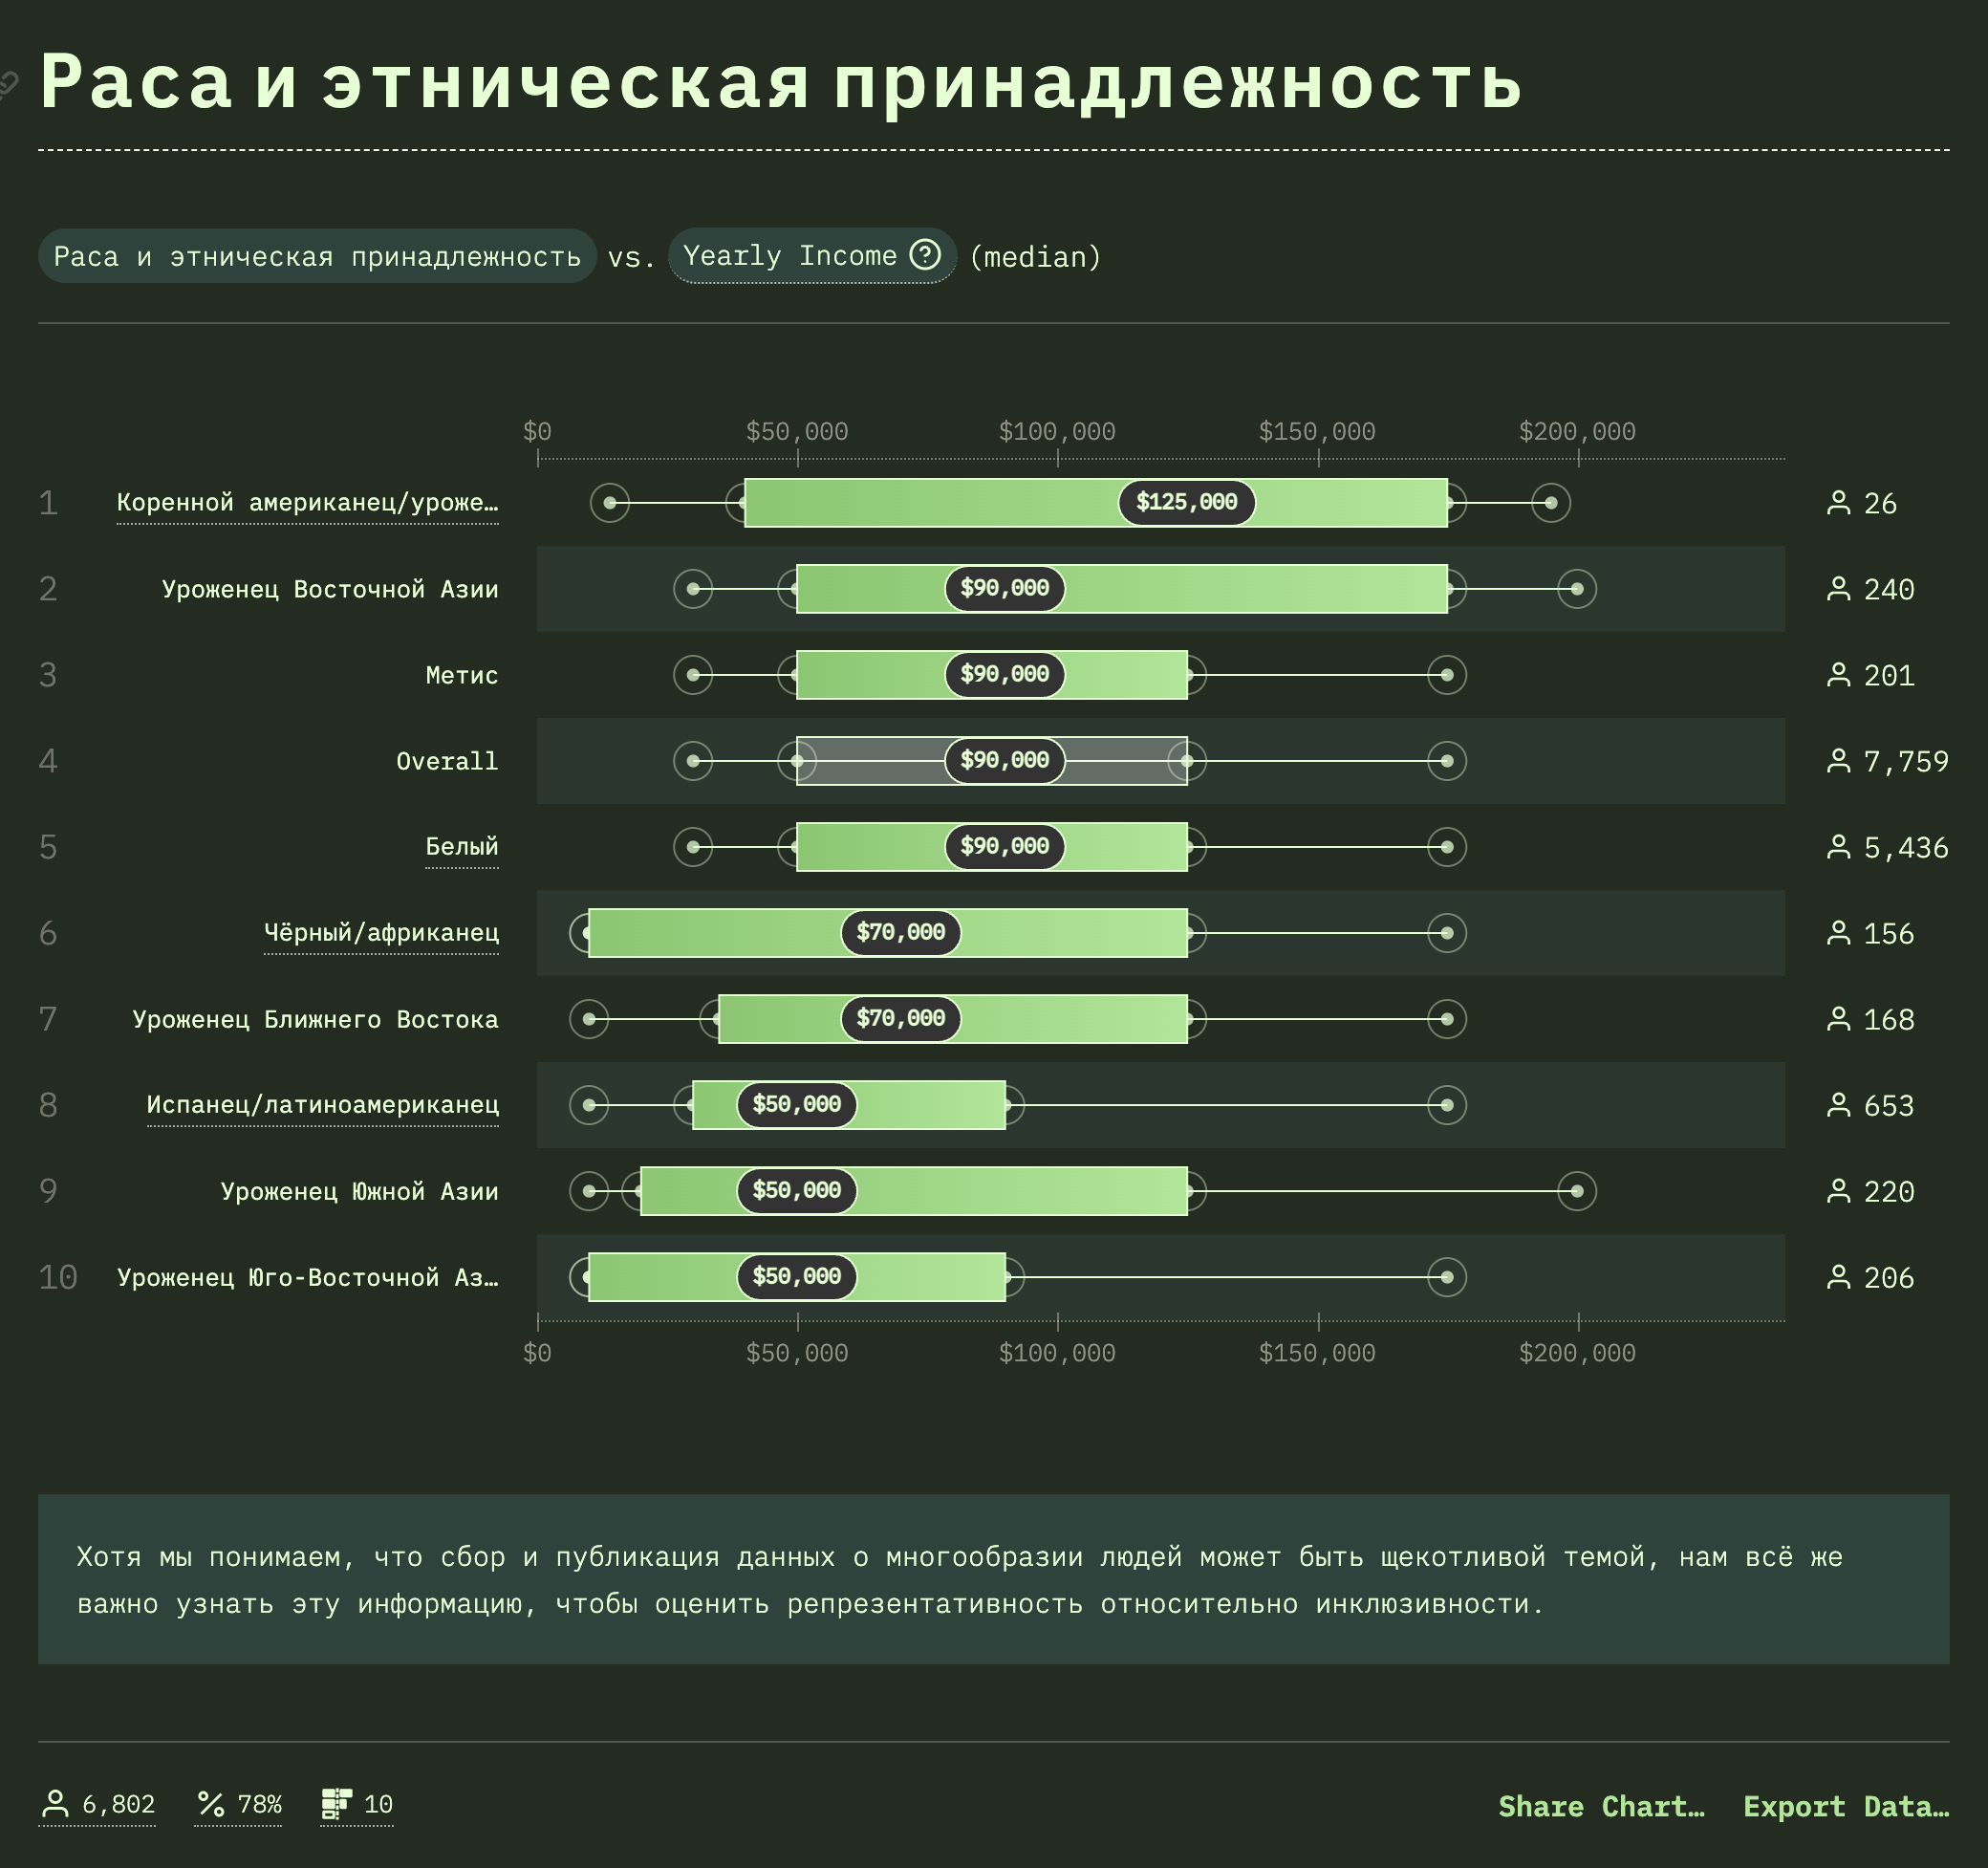 Раса и этническая принадлежность
Раса и этническая принадлежность vs. Yearly Income (median)
$0 $50,000 $100,000 $150,000 $200,000
1 Коренной американец/уроже… $125,000 26
2 Уроженец Восточной Азии $90,000 240
3 Метис $90,000 201
4 Overall $90,000 7,759
5 Белый $90,000 5,436
6 Чёрный/африканец $70,000 156
7 Уроженец Ближнего Востока $70,000 168
8 Испанец/латиноамериканец $50,000 653
9 Уроженец Южной Азии $50,000 220
10 Уроженец Юго-Восточной Аз… $50,000 206
$0 $50,000 $100,000 $150,000 $200,000
Хотя мы понимаем, что сбор и публикация данных о многообразии людей может быть щекотливой темой, нам всё же
важно узнать эту информацию, чтобы оценить репрезентативность относительно инклюзивности.
6,802 78% 10 Share Chart… Export Data…